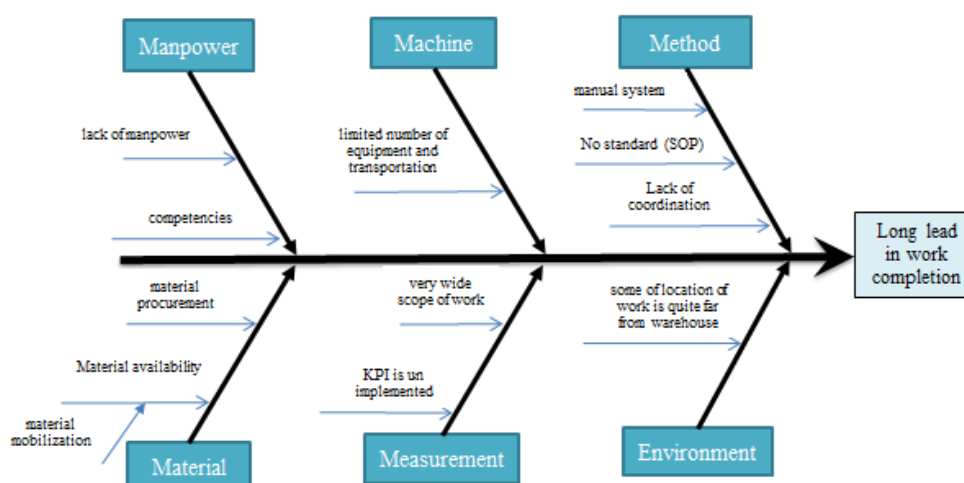 Manpower
Machine
Method
manual system
lack of manpower
limited number of
equipment and
transportation
No standard (SOP)
Lack of
coordination
competencies
Long lead
in work
completion
material
procurement
very wide
scope of work
some of location of
work is quite far
from warehouse
Material availability
KPI is un
implemented
material
mobilization
Material
Measurement
Environment